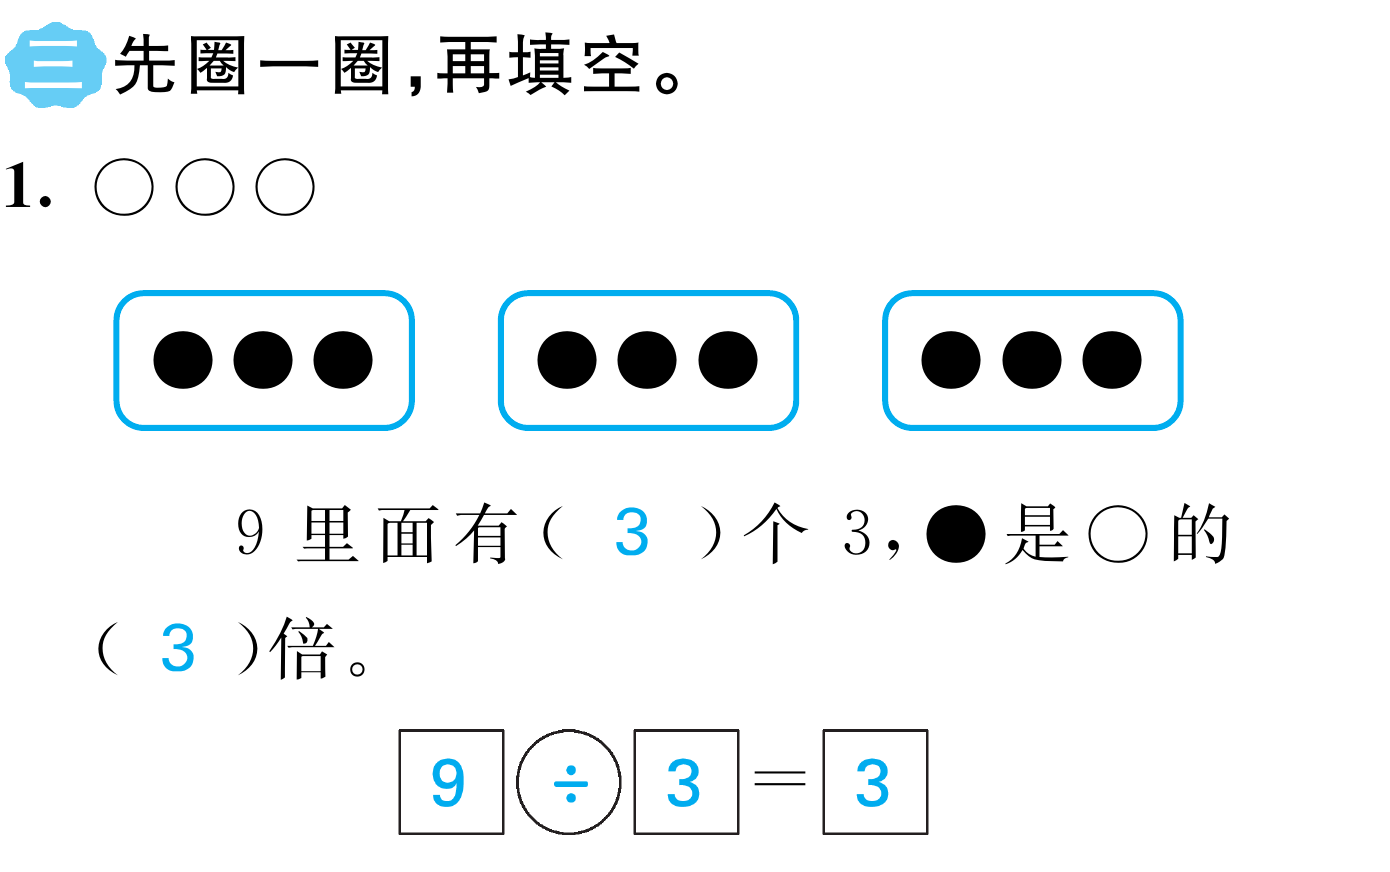 三 先圈一圈,再填空。
1. ○○○
●●● ●●● ●●●
9 里面有( 3 )个 3,●是○的
( 3 )倍。
9÷3=3